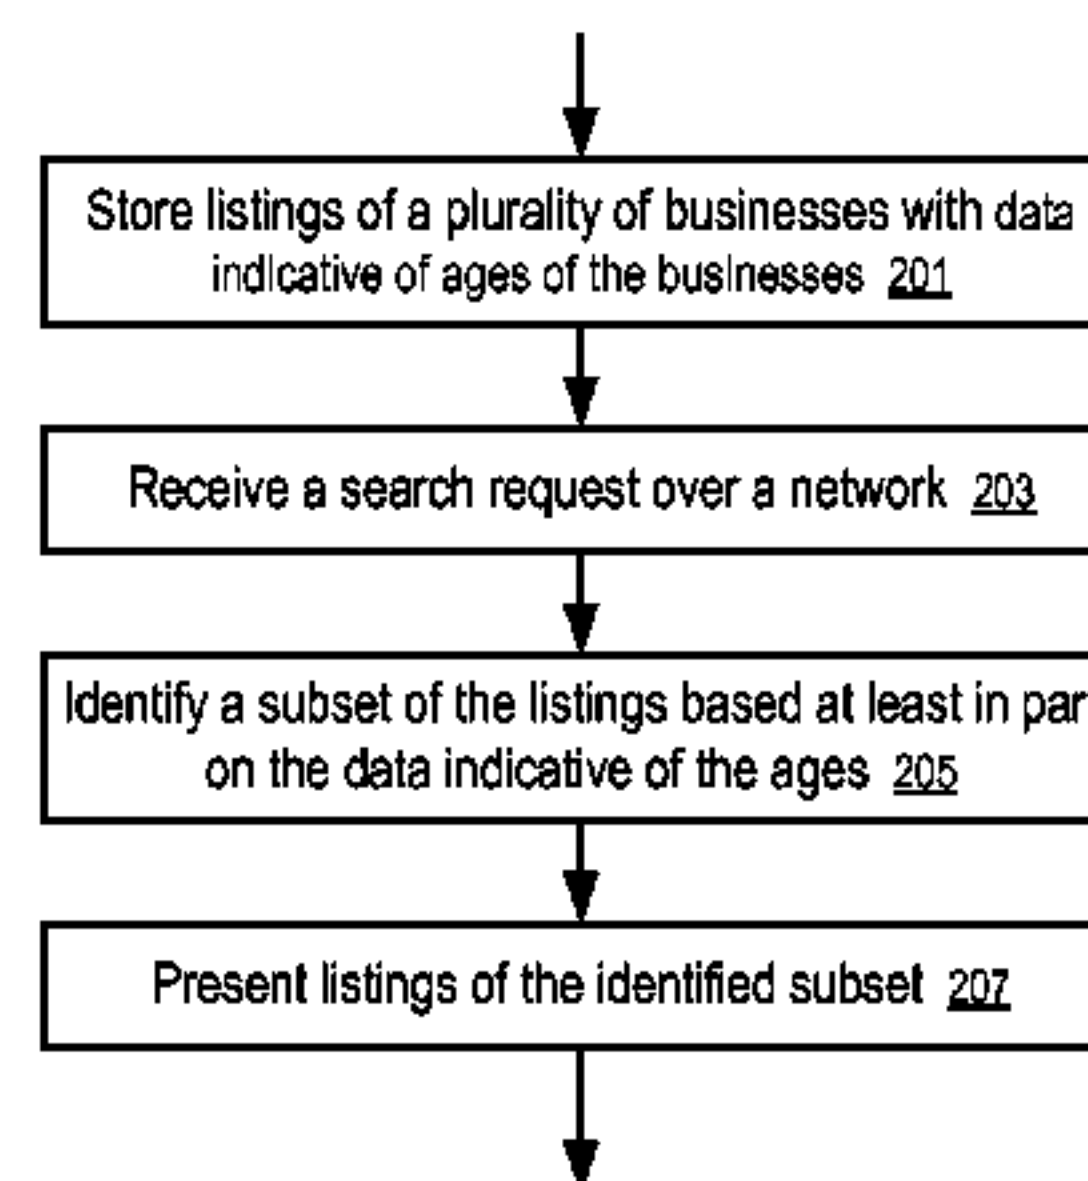 Store listings of a plurality of businesses with data
indicative of ages of the businesses 201
Receive a search request over a network 203
Identify a subset of the listings based at least in par
on the data indicative of the ages 205
Present listings of the identified subset 207